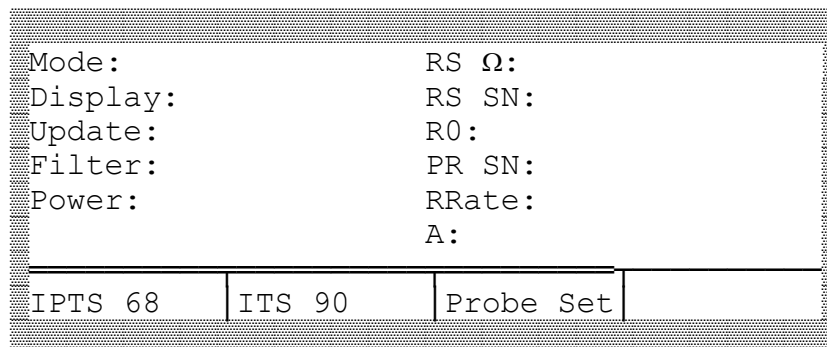 Mode: RS Ω:
Display: RS SN:
Update: R0:
Filter: PR SN:
Power: RRate:
A:
IPTS 68 ITS 90 Probe Set